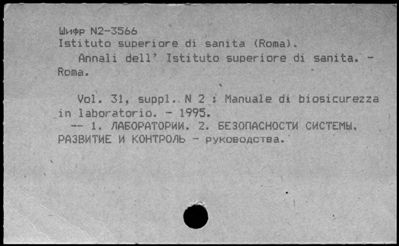 Шифр N2-3566
Istituto superiore di sanita (Roma).
Annali dell' Istituto superiore di sanita. -
Roma.
Vol. 31, suppl. N 2 : Manuale di biosicurezza
in laboratorio. - 1995.
-- 1. ЛАБОРАТОРИИ. 2. БЕЗОПАСНОСТИ СИСТЕМЫ,
РАЗВИТИЕ И КОНТРОЛЬ - руководства.